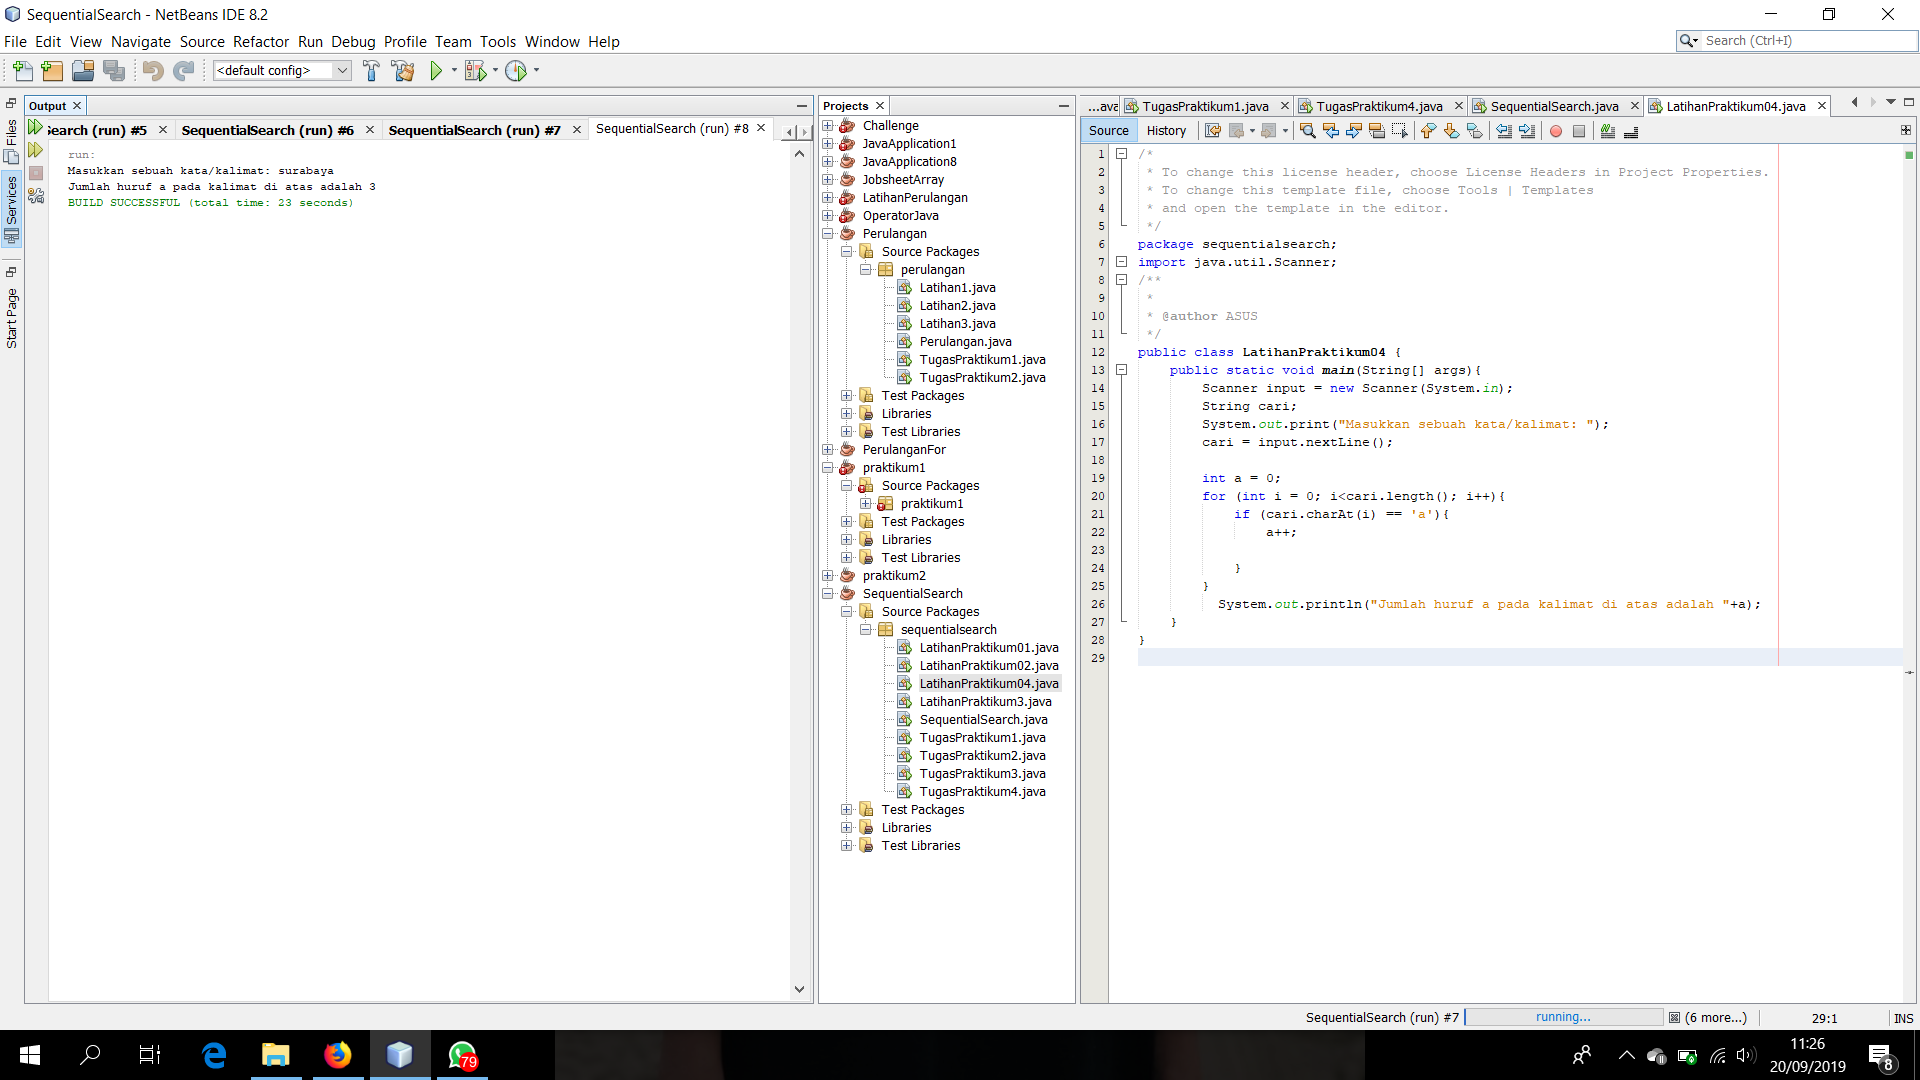 SequentialSearch - NetBeans IDE 8.2
File Edit View Navigate Source Refactor Run Debug Profile Team Tools Window Help
Search (Ctrl+I)
<default config>
Files
Services
Start Page
Output
Search (run) #5
SequentialSearch (run) #6
SequentialSearch (run) #7
SequentialSearch (run) #8
run:
Masukkan sebuah kata/kalimat: surabaya
Jumlah huruf a pada kalimat di atas adalah 3
BUILD SUCCESSFUL (total time: 23 seconds)
Projects
Challenge
JavaApplication1
JavaApplication8
JobsheetArray
LatihanPerulangan
OperatorJava
Perulangan
Source Packages
perulangan
Latihan1.java
Latihan2.java
Latihan3.java
Perulangan.java
TugasPraktikum1.java
TugasPraktikum2.java
Test Packages
Libraries
Test Libraries
PerulanganFor
praktikum1
Source Packages
praktikum1
Test Packages
Libraries
Test Libraries
praktikum2
SequentialSearch
Source Packages
sequentialsearch
LatihanPraktikum01.java
LatihanPraktikum02.java
LatihanPraktikum04.java
LatihanPraktikum3.java
SequentialSearch.java
TugasPraktikum1.java
TugasPraktikum2.java
TugasPraktikum3.java
TugasPraktikum4.java
Test Packages
Libraries
Test Libraries
...ava TugasPraktikum1.java TugasPraktikum4.java SequentialSearch.java LatihanPraktikum04.java
Source History
1 /*
2 * To change this license header, choose License Headers in Project Properties.
3 * To change this template file, choose Tools | Templates
4 * and open the template in the editor.
5 */
6 package sequentialsearch;
7 import java.util.Scanner;
8 /**
9 *
10 * @author ASUS
11 */
12 public class LatihanPraktikum04 {
13 public static void main(String[] args){
14 Scanner input = new Scanner(System.in);
15 String cari;
16 System.out.print("Masukkan sebuah kata/kalimat: ");
17 cari = input.nextLine();
18
19 int a = 0;
20 for (int i = 0; i<cari.length(); i++){
21 if (cari.charAt(i) == 'a'){
22 a++;
23
24 }
25 }
26 System.out.println("Jumlah huruf a pada kalimat di atas adalah "+a);
27 }
28 }
29
SequentialSearch (run) #7 running... (6 more...) 29:1 INS
79
11:26
20/09/2019
8